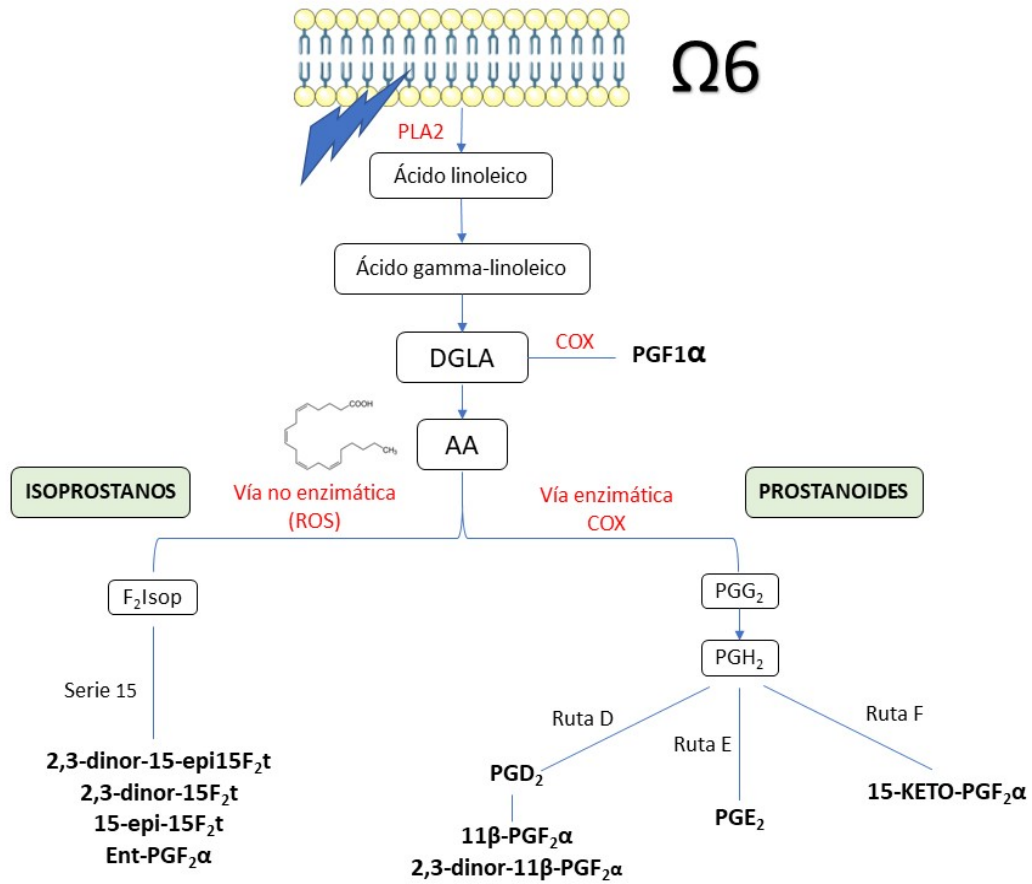 Ω6
PLA2
Ácido linoleico
Ácido gamma-linoleico
DGLA
COX
PGF1α
COOH
CH₃
AA
ISOPROSTANOS
Vía no enzimática
(ROS)
Vía enzimática
COX
PROSTANOIDES
F₂Isop
PGG₂
PGH₂
Serie 15
Ruta D
Ruta E
Ruta F
2,3-dinor-15-epi15F₂t
2,3-dinor-15F₂t
15-epi-15F₂t
Ent-PGF₂α
PGD₂
11β-PGF₂α
2,3-dinor-11β-PGF₂α
PGE₂
15-KETO-PGF₂α